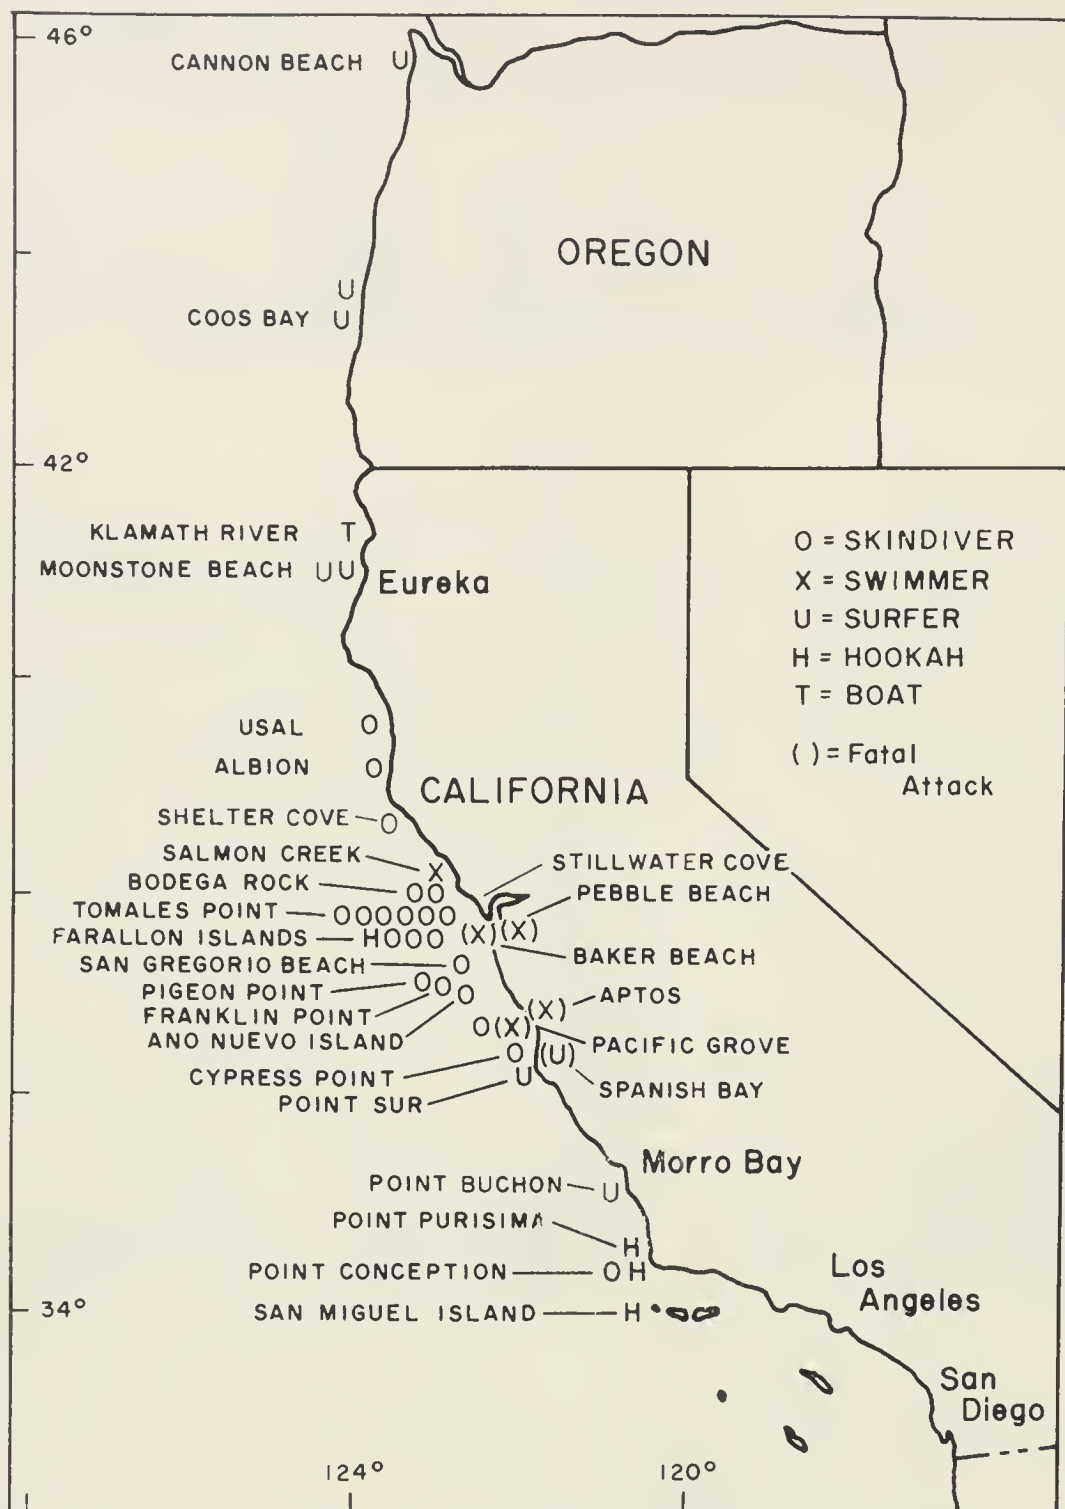 46°
CANNON BEACH U
OREGON
U
COOS BAY U
42°
KLAMATH RIVER T
MOONSTONE BEACH UU
Eureka
O = SKINDIVER
X = SWIMMER
U = SURFER
H = HOOKAH
T = BOAT
( ) = Fatal
Attack
USAL O
ALBION O
CALIFORNIA
SHELTER COVE O
SALMON CREEK X
STILLWATER COVE
BODEGA ROCK OO
PEBBLE BEACH
TOMALES POINT OOOOOO
FARALLON ISLANDS HOOO (X) (X)
BAKER BEACH
SAN GREGORIO BEACH O
PIGEON POINT O O
FRANKLIN POINT O
ANO NUEVO ISLAND
(X) APTOS
O(X)
PACIFIC GROVE
CYPRESS POINT O (U)
POINT SUR U
SPANISH BAY
Morro Bay
POINT BUCHON U
POINT PURISIMA H
POINT CONCEPTION O H
Los
Angeles
34°
SAN MIGUEL ISLAND H
San
Diego
124°
120°